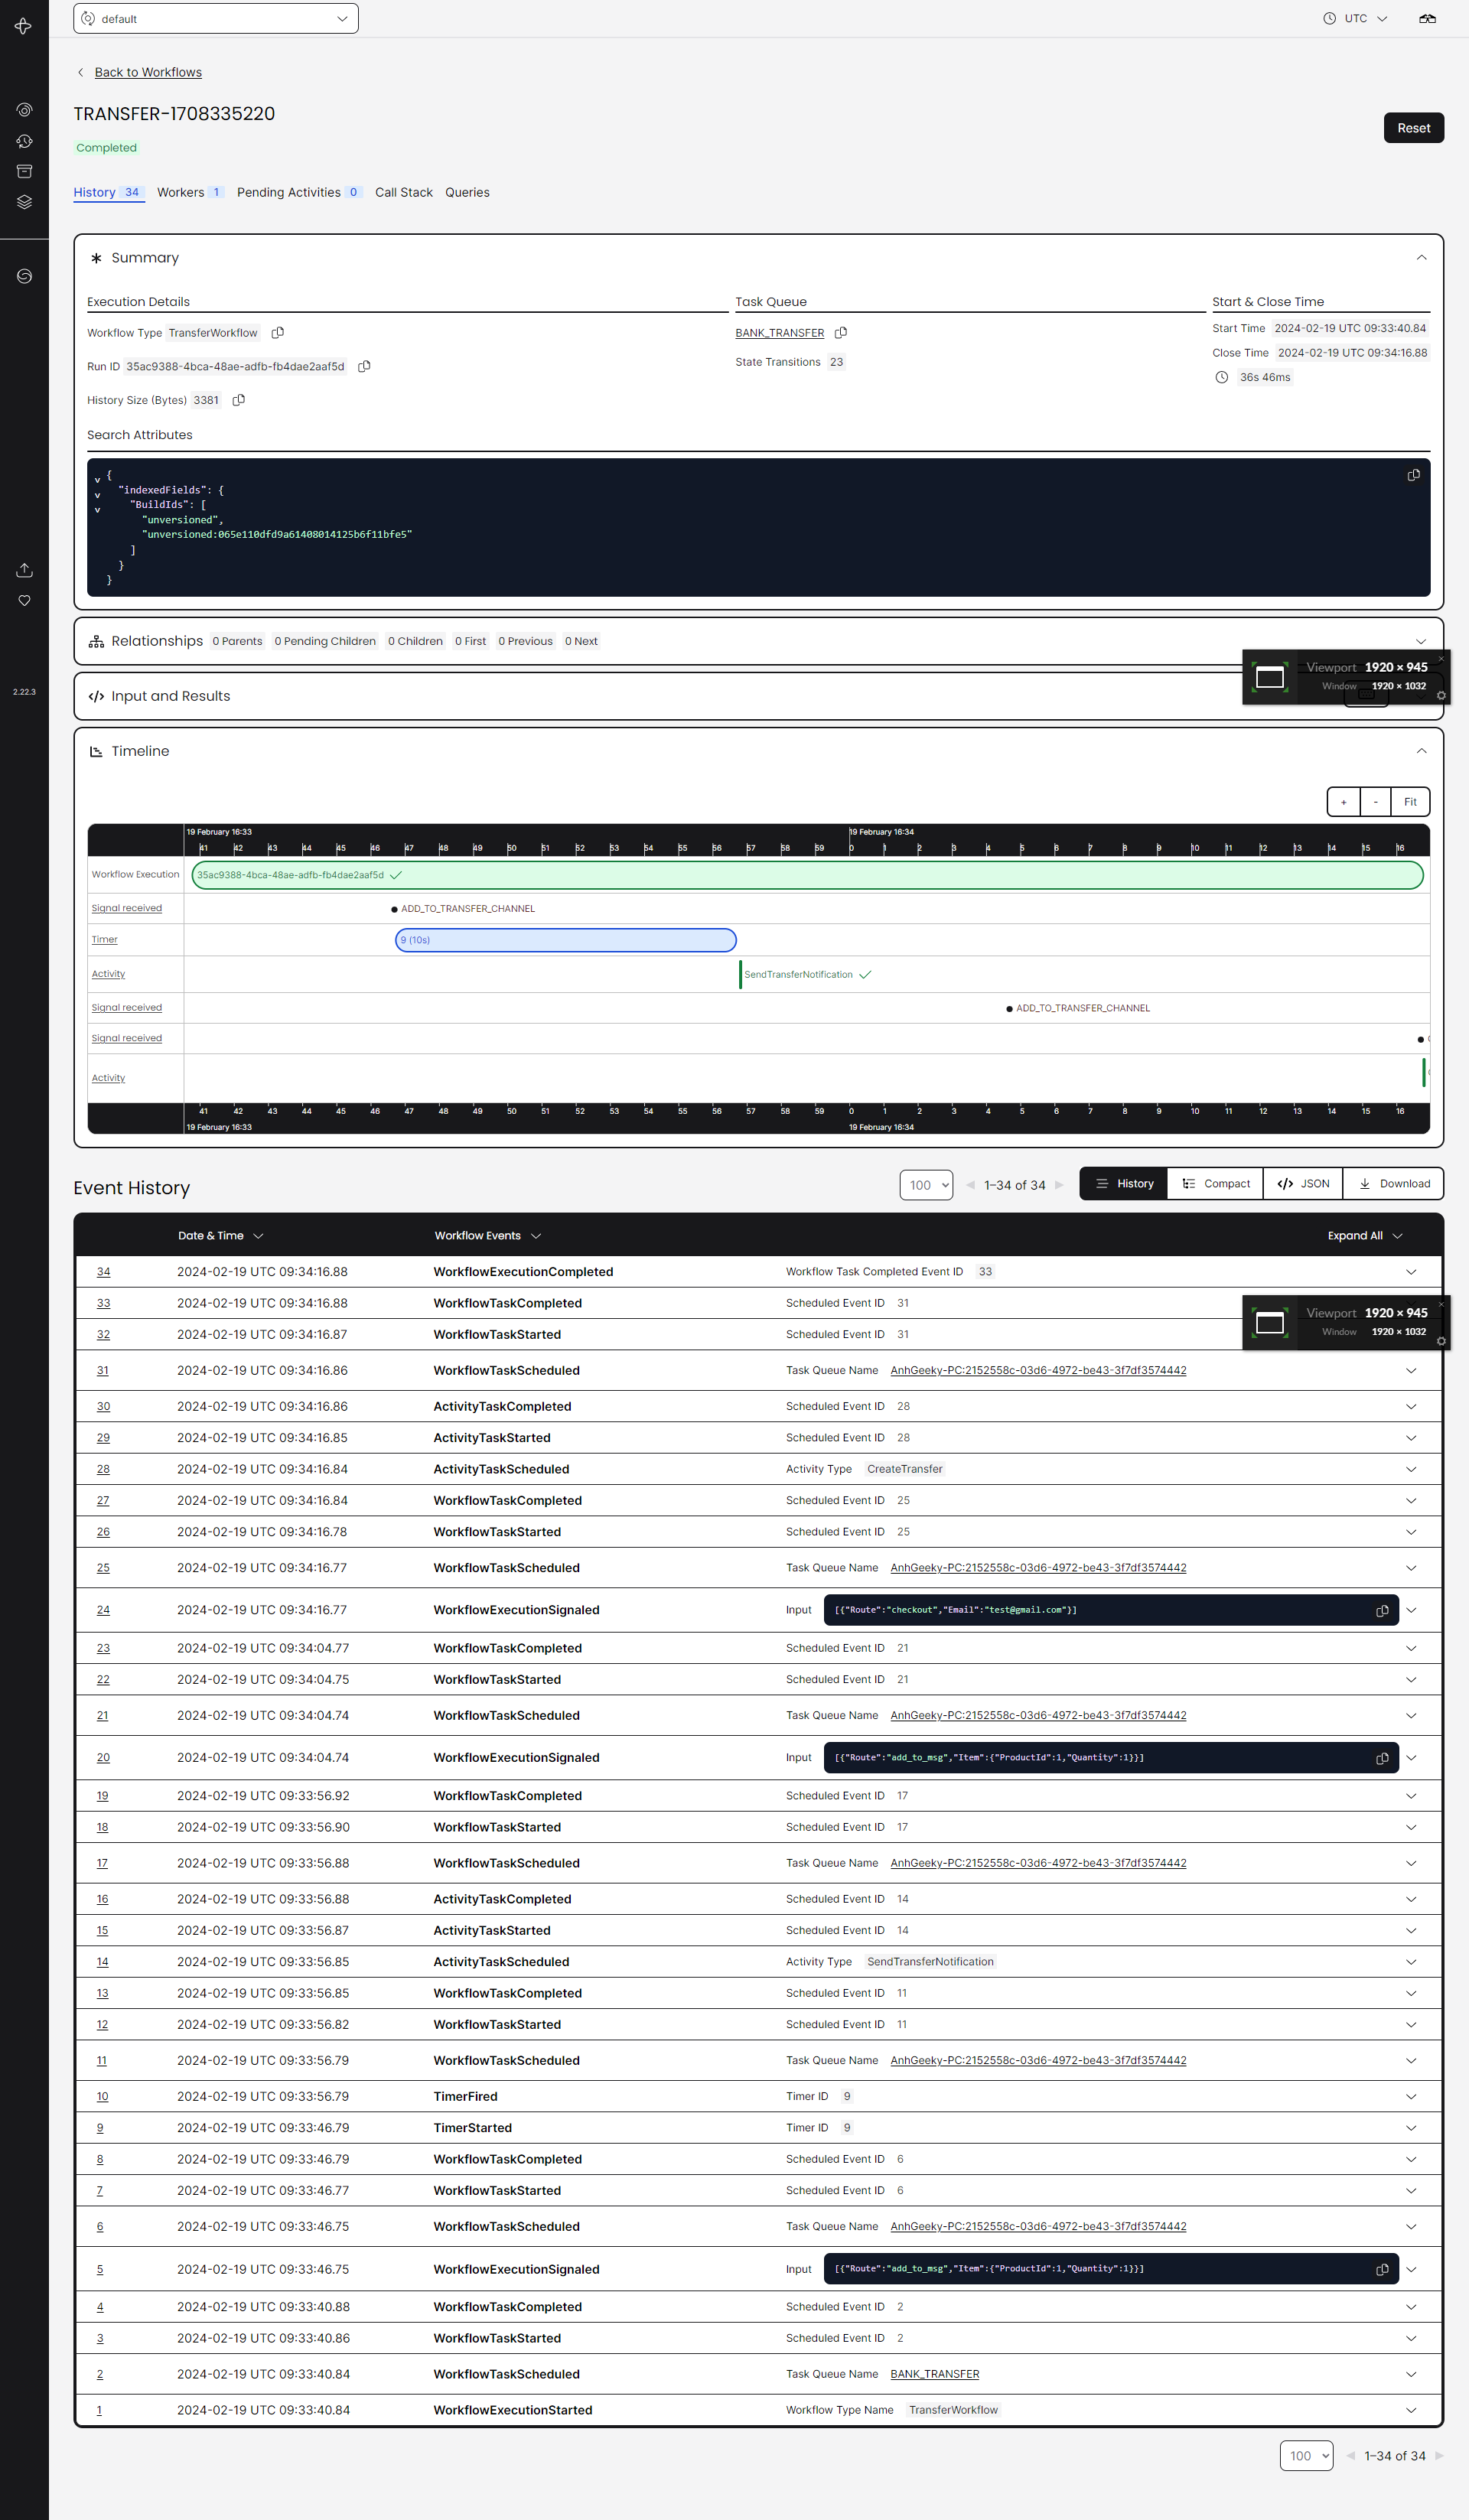 default
UTC
Back to Workflows
TRANSFER-1708335220
Completed
Reset
History 34 Workers 1 Pending Activities 0 Call Stack Queries
Summary
Execution Details
Workflow Type TransferWorkflow
Run ID 35ac9388-4bca-48ae-adfb-fb4dae2aaf5d
History Size (Bytes) 3381
Task Queue
BANK_TRANSFER
State Transitions 23
Start & Close Time
Start Time 2024-02-19 UTC 09:33:40.84
Close Time 2024-02-19 UTC 09:34:16.88
36s 46ms
Search Attributes
{
"indexedFields": {
"BuildIds": [
"unversioned",
"unversioned:065e110dfd9a61408014125b6f11bfe5"
]
}
}
Relationships 0 Parents 0 Pending Children 0 Children 0 First 0 Previous 0 Next
2.22.3
Viewport 1920 × 945
Window 1920 × 1032
Input and Results
Timeline
+ - Fit
19 February 16:33 19 February 16:34
41 42 43 44 45 46 47 48 49 50 51 52 53 54 55 56 57 58 59 0 1 2 3 4 5 6 7 8 9 10 11 12 13 14 15 16
Workflow Execution 35ac9388-4bca-48ae-adfb-fb4dae2aaf5d
Signal received ADD_TO_TRANSFER_CHANNEL
Timer 9 (10s)
Activity SendTransferNotification
Signal received ADD_TO_TRANSFER_CHANNEL
Signal received
Activity
41 42 43 44 45 46 47 48 49 50 51 52 53 54 55 56 57 58 59 0 1 2 3 4 5 6 7 8 9 10 11 12 13 14 15 16
19 February 16:33 19 February 16:34
Event History
100 1–34 of 34 History Compact JSON Download
Date & Time Workflow Events Expand All
34 2024-02-19 UTC 09:34:16.88 WorkflowExecutionCompleted Workflow Task Completed Event ID 33
33 2024-02-19 UTC 09:34:16.88 WorkflowTaskCompleted Scheduled Event ID 31
Viewport 1920 × 945
Window 1920 × 1032
32 2024-02-19 UTC 09:34:16.87 WorkflowTaskStarted Scheduled Event ID 31
31 2024-02-19 UTC 09:34:16.86 WorkflowTaskScheduled Task Queue Name AnhGeeky-PC:2152558c-03d6-4972-be43-3f7df3574442
30 2024-02-19 UTC 09:34:16.86 ActivityTaskCompleted Scheduled Event ID 28
29 2024-02-19 UTC 09:34:16.85 ActivityTaskStarted Scheduled Event ID 28
28 2024-02-19 UTC 09:34:16.84 ActivityTaskScheduled Activity Type CreateTransfer
27 2024-02-19 UTC 09:34:16.84 WorkflowTaskCompleted Scheduled Event ID 25
26 2024-02-19 UTC 09:34:16.78 WorkflowTaskStarted Scheduled Event ID 25
25 2024-02-19 UTC 09:34:16.77 WorkflowTaskScheduled Task Queue Name AnhGeeky-PC:2152558c-03d6-4972-be43-3f7df3574442
24 2024-02-19 UTC 09:34:16.77 WorkflowExecutionSignaled Input [{"Route":"checkout","Email":"test@gmail.com"}]
23 2024-02-19 UTC 09:34:04.77 WorkflowTaskCompleted Scheduled Event ID 21
22 2024-02-19 UTC 09:34:04.75 WorkflowTaskStarted Scheduled Event ID 21
21 2024-02-19 UTC 09:34:04.74 WorkflowTaskScheduled Task Queue Name AnhGeeky-PC:2152558c-03d6-4972-be43-3f7df3574442
20 2024-02-19 UTC 09:34:04.74 WorkflowExecutionSignaled Input [{"Route":"add_to_msg","Item":{"ProductId":1,"Quantity":1}}]
19 2024-02-19 UTC 09:33:56.92 WorkflowTaskCompleted Scheduled Event ID 17
18 2024-02-19 UTC 09:33:56.90 WorkflowTaskStarted Scheduled Event ID 17
17 2024-02-19 UTC 09:33:56.88 WorkflowTaskScheduled Task Queue Name AnhGeeky-PC:2152558c-03d6-4972-be43-3f7df3574442
16 2024-02-19 UTC 09:33:56.88 ActivityTaskCompleted Scheduled Event ID 14
15 2024-02-19 UTC 09:33:56.87 ActivityTaskStarted Scheduled Event ID 14
14 2024-02-19 UTC 09:33:56.85 ActivityTaskScheduled Activity Type SendTransferNotification
13 2024-02-19 UTC 09:33:56.85 WorkflowTaskCompleted Scheduled Event ID 11
12 2024-02-19 UTC 09:33:56.82 WorkflowTaskStarted Scheduled Event ID 11
11 2024-02-19 UTC 09:33:56.79 WorkflowTaskScheduled Task Queue Name AnhGeeky-PC:2152558c-03d6-4972-be43-3f7df3574442
10 2024-02-19 UTC 09:33:56.79 TimerFired Timer ID 9
9 2024-02-19 UTC 09:33:46.79 TimerStarted Timer ID 9
8 2024-02-19 UTC 09:33:46.79 WorkflowTaskCompleted Scheduled Event ID 6
7 2024-02-19 UTC 09:33:46.77 WorkflowTaskStarted Scheduled Event ID 6
6 2024-02-19 UTC 09:33:46.75 WorkflowTaskScheduled Task Queue Name AnhGeeky-PC:2152558c-03d6-4972-be43-3f7df3574442
5 2024-02-19 UTC 09:33:46.75 WorkflowExecutionSignaled Input [{"Route":"add_to_msg","Item":{"ProductId":1,"Quantity":1}}]
4 2024-02-19 UTC 09:33:40.88 WorkflowTaskCompleted Scheduled Event ID 2
3 2024-02-19 UTC 09:33:40.86 WorkflowTaskStarted Scheduled Event ID 2
2 2024-02-19 UTC 09:33:40.84 WorkflowTaskScheduled Task Queue Name BANK_TRANSFER
1 2024-02-19 UTC 09:33:40.84 WorkflowExecutionStarted Workflow Type Name TransferWorkflow
100 1–34 of 34